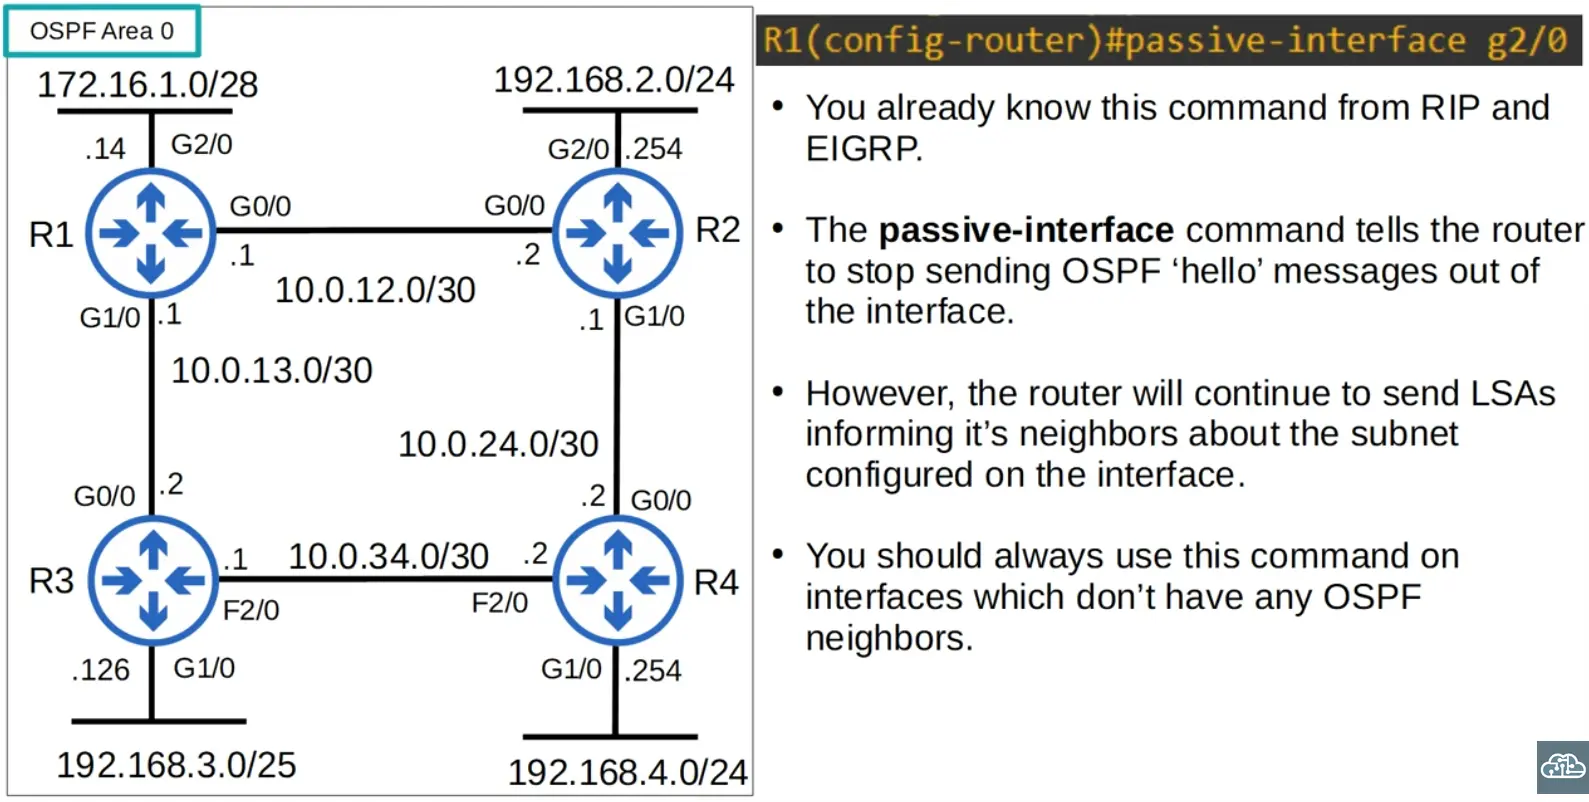 OSPF Area 0
172.16.1.0/28
192.168.2.0/24
.14
G2/0
G2/0
.254
R1
G0/0
G0/0
R2
.1
.2
10.0.12.0/30
G1/0
.1
.1
G1/0
10.0.13.0/30
10.0.24.0/30
G0/0
.2
.2
G0/0
R3
.1
10.0.34.0/30
.2
R4
F2/0
F2/0
.126
G1/0
G1/0
.254
192.168.3.0/25
192.168.4.0/24
R1(config-router)#passive-interface g2/0
• You already know this command from RIP and
EIGRP.
• The passive-interface command tells the router
to stop sending OSPF ‘hello’ messages out of
the interface.
• However, the router will continue to send LSAs
informing it’s neighbors about the subnet
configured on the interface.
• You should always use this command on
interfaces which don’t have any OSPF
neighbors.